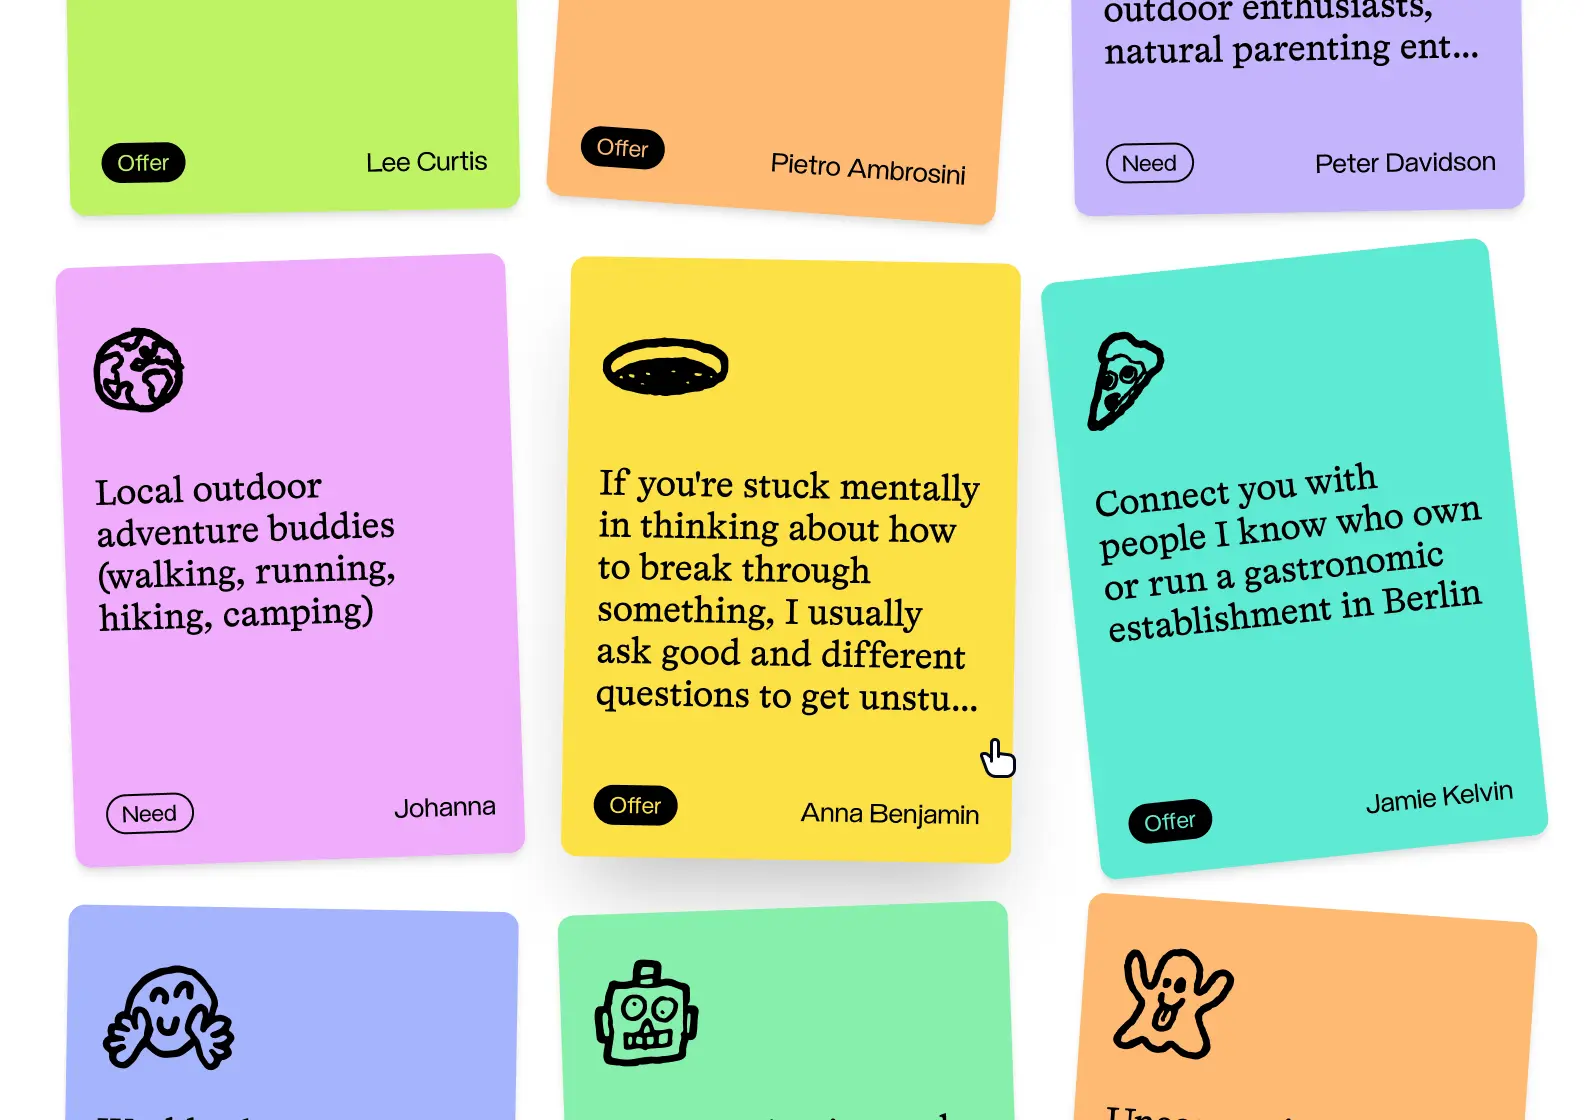 outdoor enthusiasts,
natural parenting ent...
Offer
Lee Curtis
Offer
Pietro Ambrosini
Need
Peter Davidson
Local outdoor
adventure buddies
(walking, running,
hiking, camping)
Need
Johanna
If you're stuck mentally
in thinking about how
to break through
something, I usually
ask good and different
questions to get unstu...
Offer
Anna Benjamin
Connect you with
people I know who own
or run a gastronomic
establishment in Berlin
Offer
Jamie Kelvin